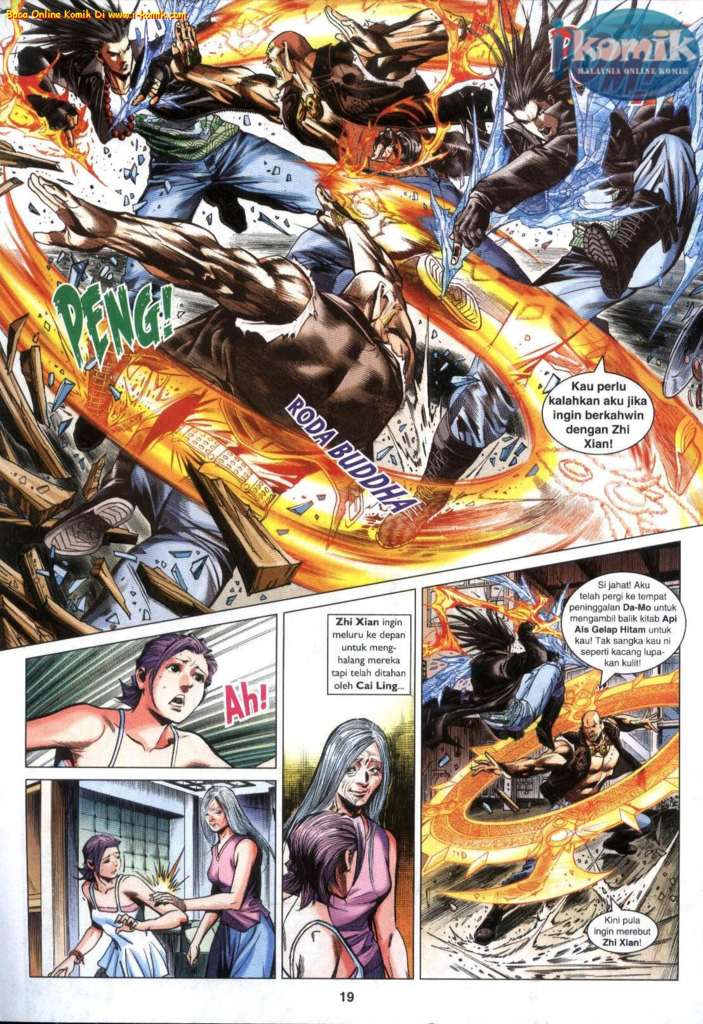 Baca Online Komik Di www.i-komik.com
iKomik
MALAYSIA ONLINE KOMIK
PENG!
Kau perlu
kalahkan aku jika
ingin berkahwin
dengan Zhi
Xian!
RODA BUDDHA
Ah!
Zhi Xian ingin
meluru ke depan
untuk meng-
halang mereka
tapi telah ditahan
oleh Cai Ling...
Si jahat! Aku
telah pergi ke tempat
peninggalan Da-Mo untuk
mengambil balik kitab Api
Ais Gelap Hitam untuk
kau! Tak sangka kau ni
seperti kacang lupa-
kan kulit!
Kini pula
ingin merebut
Zhi Xian!
19